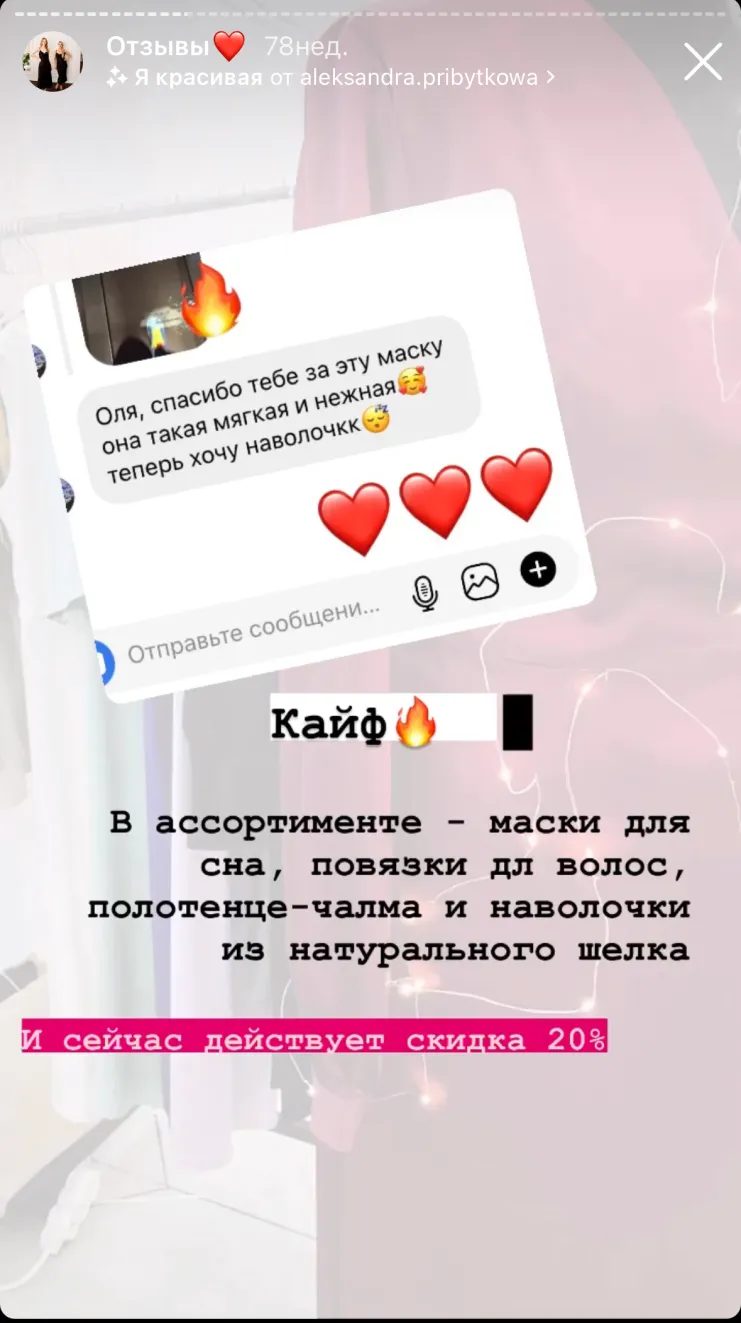 Отзывы❤️ 78нед.
Я красивая от aleksandra.pribytkowa >
Оля, спасибо тебе за эту маску
она такая мягкая и нежная🥰
теперь хочу наволочкк😴
❤️❤️❤️
Отправьте сообщени...
Кайф🔥
В ассортименте - маски для
сна, повязки дл волос,
полотенце-чалма и наволочки
из натурального шелка
И сейчас действует скидка 20%